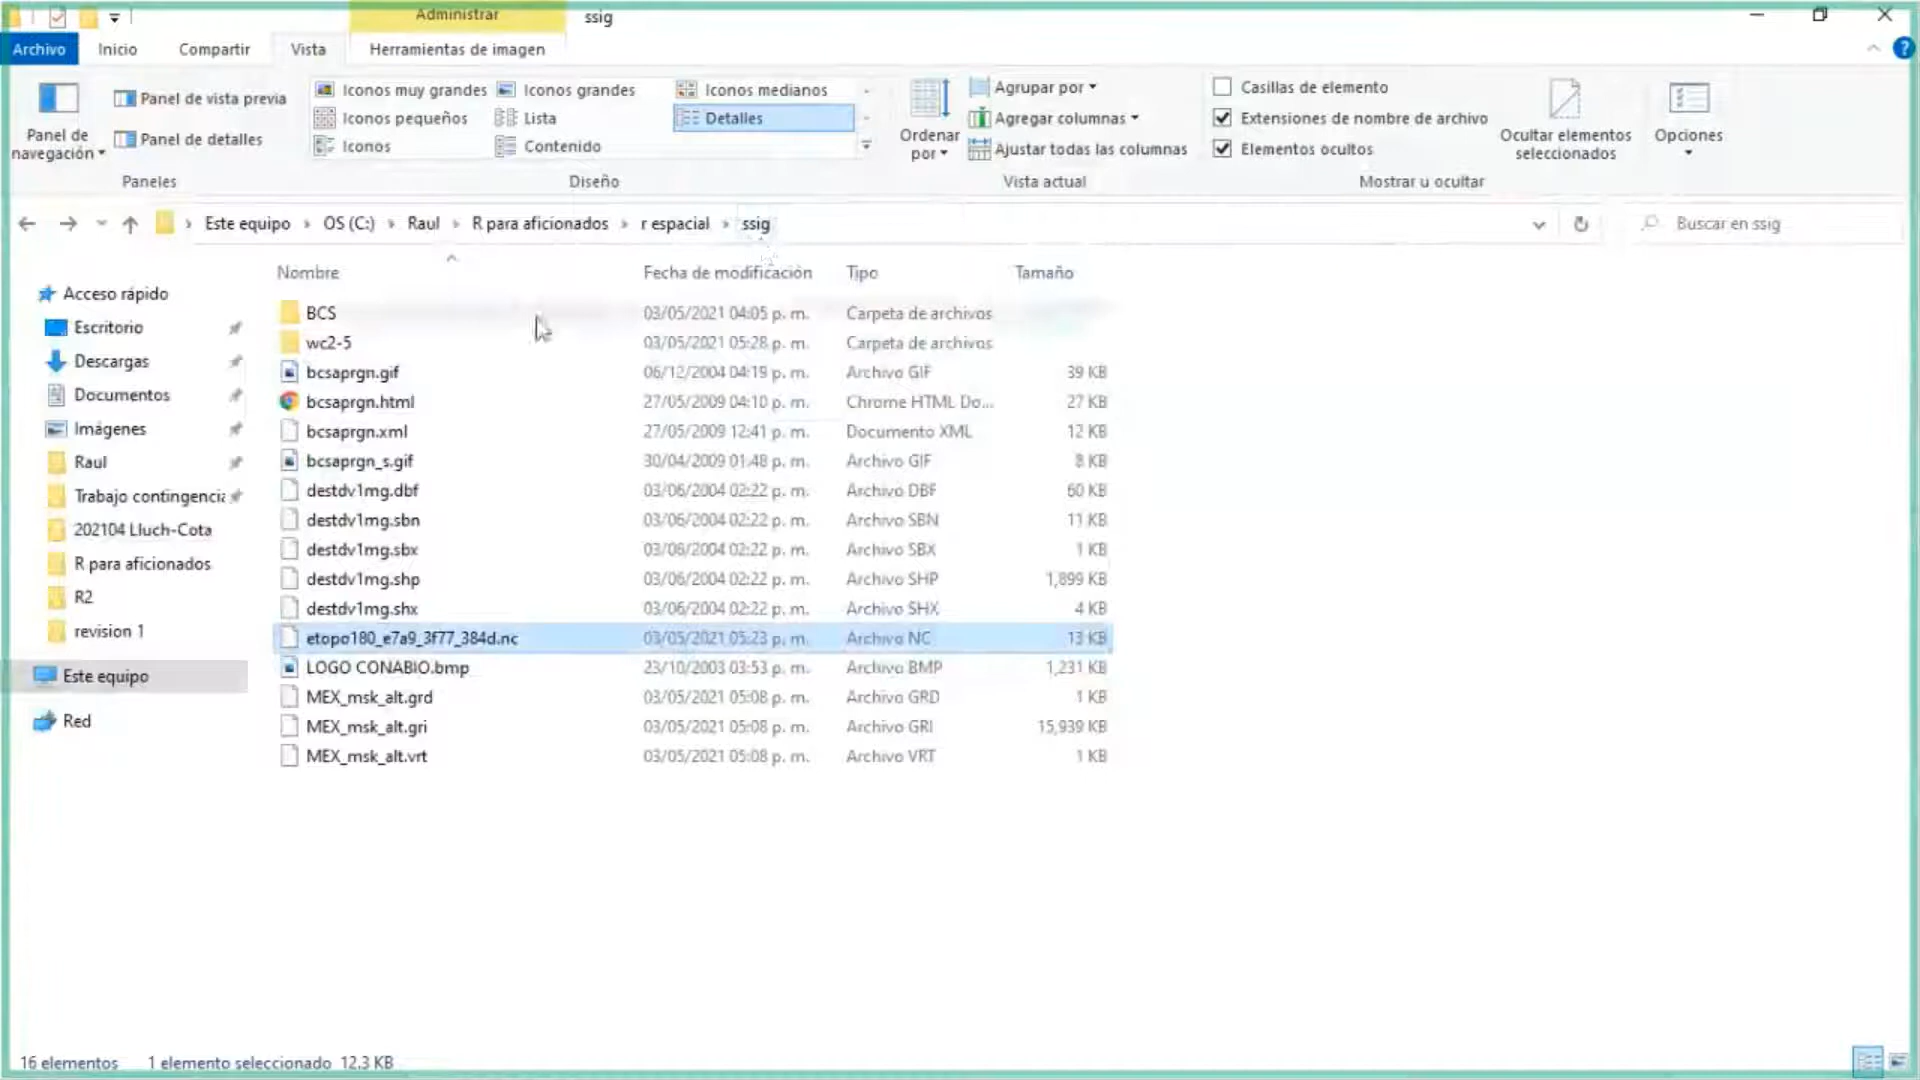 Administrar ssig
Archivo Inicio Compartir Vista Herramientas de imagen
Panel de navegación
Panel de vista previa
Panel de detalles
Paneles
Iconos muy grandes Iconos grandes Iconos medianos
Iconos pequeños Lista Detalles
Iconos Contenido
Diseño
Ordenar por
Agrupar por
Agregar columnas
Ajustar todas las columnas
Vista actual
Casillas de elemento
Extensiones de nombre de archivo
Elementos ocultos
Ocultar elementos seleccionados
Mostrar u ocultar
Opciones
Este equipo > OS (C:) > Raul > R para aficionados > r espacial > ssig
Buscar en ssig
Acceso rápido
Escritorio
Descargas
Documentos
Imágenes
Raul
Trabajo contingencia
202104 Lluch-Cota
R para aficionados
R2
revision 1
Este equipo
Red
Nombre Fecha de modificación Tipo Tamaño
BCS 03/05/2021 04:05 p. m. Carpeta de archivos
wc2-5 03/05/2021 05:28 p. m. Carpeta de archivos
bcsaprgn.gif 06/12/2004 04:19 p. m. Archivo GIF 39 KB
bcsaprgn.html 27/05/2009 04:10 p. m. Chrome HTML Do... 27 KB
bcsaprgn.xml 27/05/2009 12:41 p. m. Documento XML 12 KB
bcsaprgn_s.gif 30/04/2009 01:48 p. m. Archivo GIF 8 KB
destdv1mg.dbf 03/06/2004 02:22 p. m. Archivo DBF 60 KB
destdv1mg.sbn 03/06/2004 02:22 p. m. Archivo SBN 11 KB
destdv1mg.sbx 03/06/2004 02:22 p. m. Archivo SBX 1 KB
destdv1mg.shp 03/06/2004 02:22 p. m. Archivo SHP 1,899 KB
destdv1mg.shx 03/06/2004 02:22 p. m. Archivo SHX 4 KB
etopo180_e7a9_3f77_384d.nc 03/05/2021 05:23 p. m. Archivo NC 13 KB
LOGO CONABIO.bmp 23/10/2003 03:53 p. m. Archivo BMP 1,231 KB
MEX_msk_alt.grd 03/05/2021 05:08 p. m. Archivo GRD 1 KB
MEX_msk_alt.gri 03/05/2021 05:08 p. m. Archivo GRI 15,939 KB
MEX_msk_alt.vrt 03/05/2021 05:08 p. m. Archivo VRT 1 KB
16 elementos 1 elemento seleccionado 12.3 KB